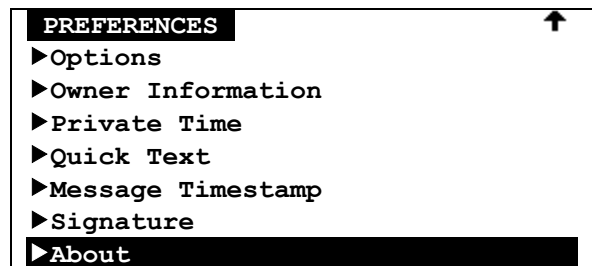 PREFERENCES
Options
Owner Information
Private Time
Quick Text
Message Timestamp
Signature
About